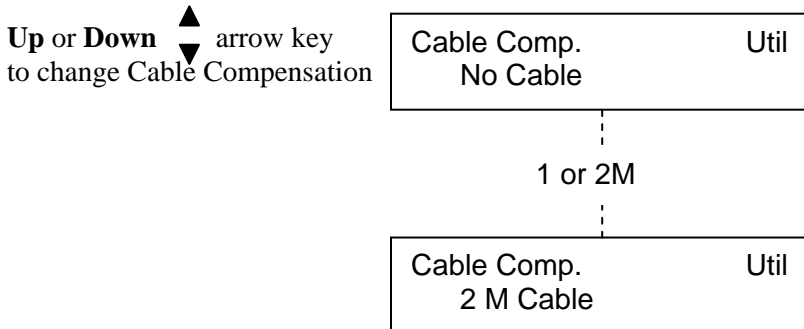 Up or Down ▲▼ arrow key
to change Cable Compensation
Cable Comp. Util
No Cable
1 or 2M
Cable Comp. Util
2 M Cable